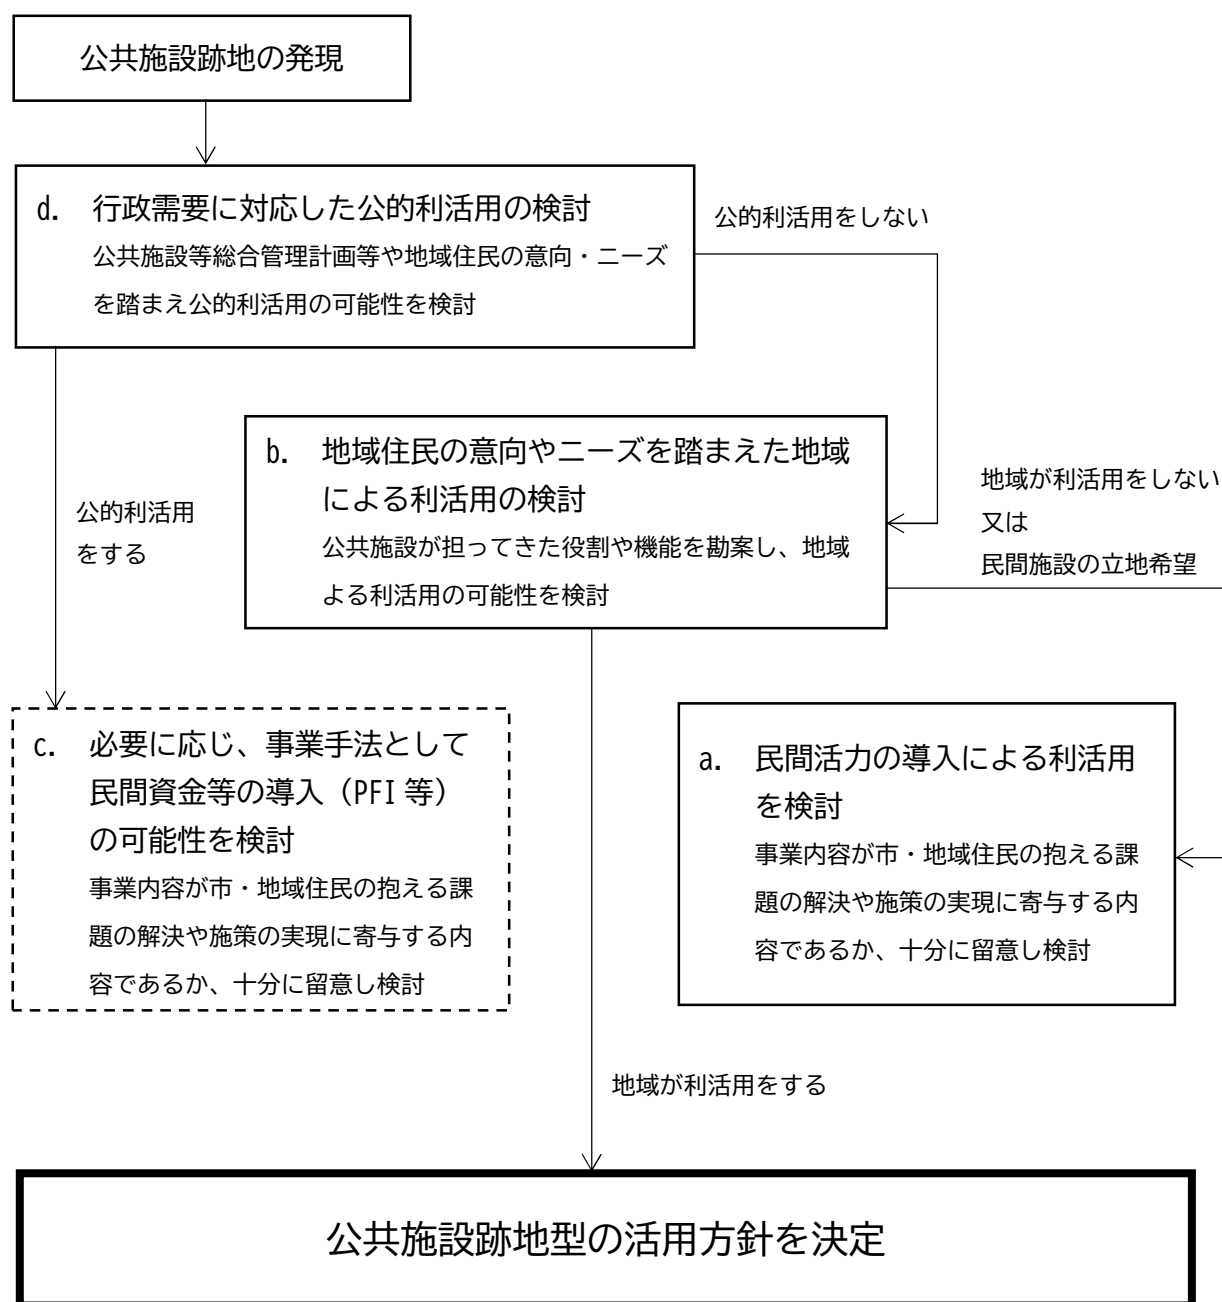 公共施設跡地の発現
d. 行政需要に対応した公的利活用の検討
公共施設等総合管理計画等や地域住民の意向・ニーズ
を踏まえ公的利活用の可能性を検討
公的利活用をしない
b. 地域住民の意向やニーズを踏まえた地域
による利活用の検討
公共施設が担ってきた役割や機能を勘案し、地域
よる利活用の可能性を検討
地域が利活用をしない
又は
民間施設の立地希望
公的利活用
をする
c. 必要に応じ、事業手法として
民間資金等の導入（PFI 等）
の可能性を検討
事業内容が市・地域住民の抱える課
題の解決や施策の実現に寄与する内
容であるか、十分に留意し検討
a. 民間活力の導入による利活用
を検討
事業内容が市・地域住民の抱える課
題の解決や施策の実現に寄与する内
容であるか、十分に留意し検討
地域が利活用をする
公共施設跡地型の活用方針を決定